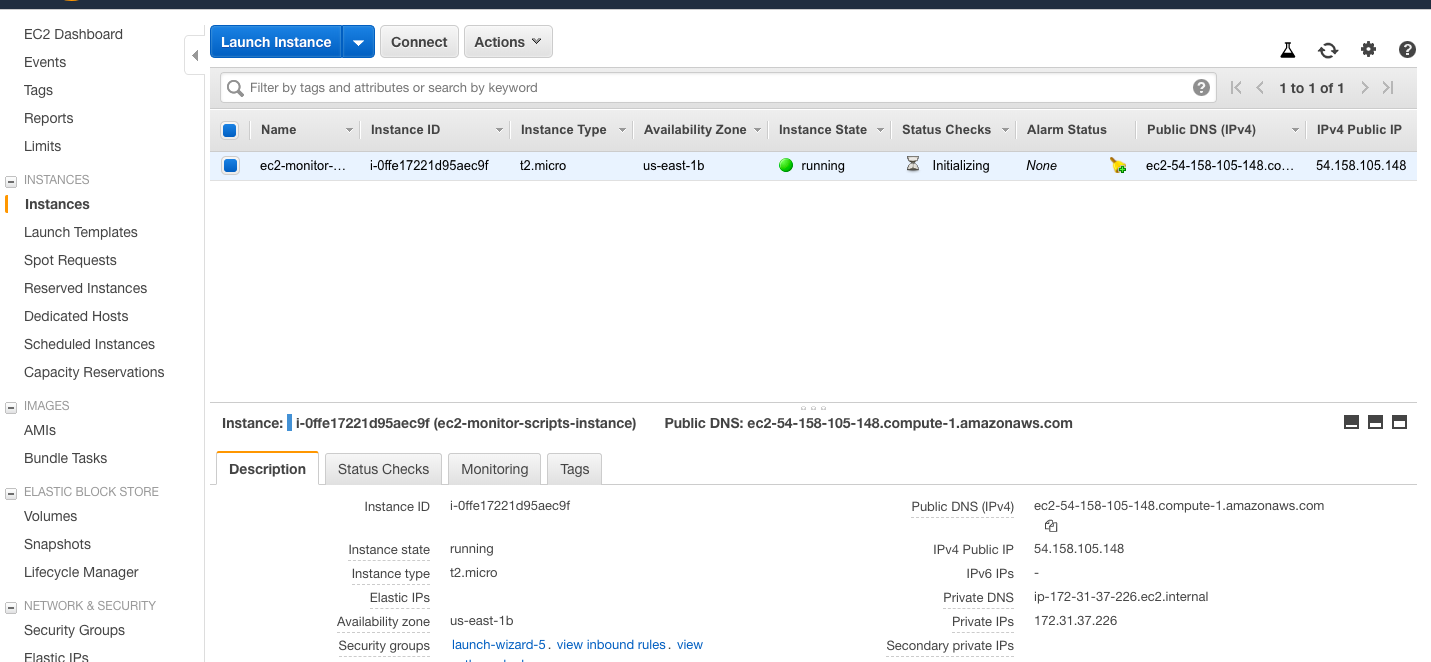 EC2 Dashboard
Events
Tags
Reports
Limits
INSTANCES
Instances
Launch Templates
Spot Requests
Reserved Instances
Dedicated Hosts
Scheduled Instances
Capacity Reservations
IMAGES
AMIs
Bundle Tasks
ELASTIC BLOCK STORE
Volumes
Snapshots
Lifecycle Manager
NETWORK & SECURITY
Security Groups
Elastic IPs
Launch Instance Connect Actions
Filter by tags and attributes or search by keyword ? 1 to 1 of 1
Name Instance ID Instance Type Availability Zone Instance State Status Checks Alarm Status Public DNS (IPv4) IPv4 Public IP
ec2-monitor-... i-0ffe17221d95aec9f t2.micro us-east-1b running Initializing None ec2-54-158-105-148.co... 54.158.105.148
Instance: i-0ffe17221d95aec9f (ec2-monitor-scripts-instance) Public DNS: ec2-54-158-105-148.compute-1.amazonaws.com
Description Status Checks Monitoring Tags
Instance ID i-0ffe17221d95aec9f Public DNS (IPv4) ec2-54-158-105-148.compute-1.amazonaws.com
Instance state running IPv4 Public IP 54.158.105.148
Instance type t2.micro IPv6 IPs -
Elastic IPs Private DNS ip-172-31-37-226.ec2.internal
Availability zone us-east-1b Private IPs 172.31.37.226
Security groups launch-wizard-5. view inbound rules. view Secondary private IPs